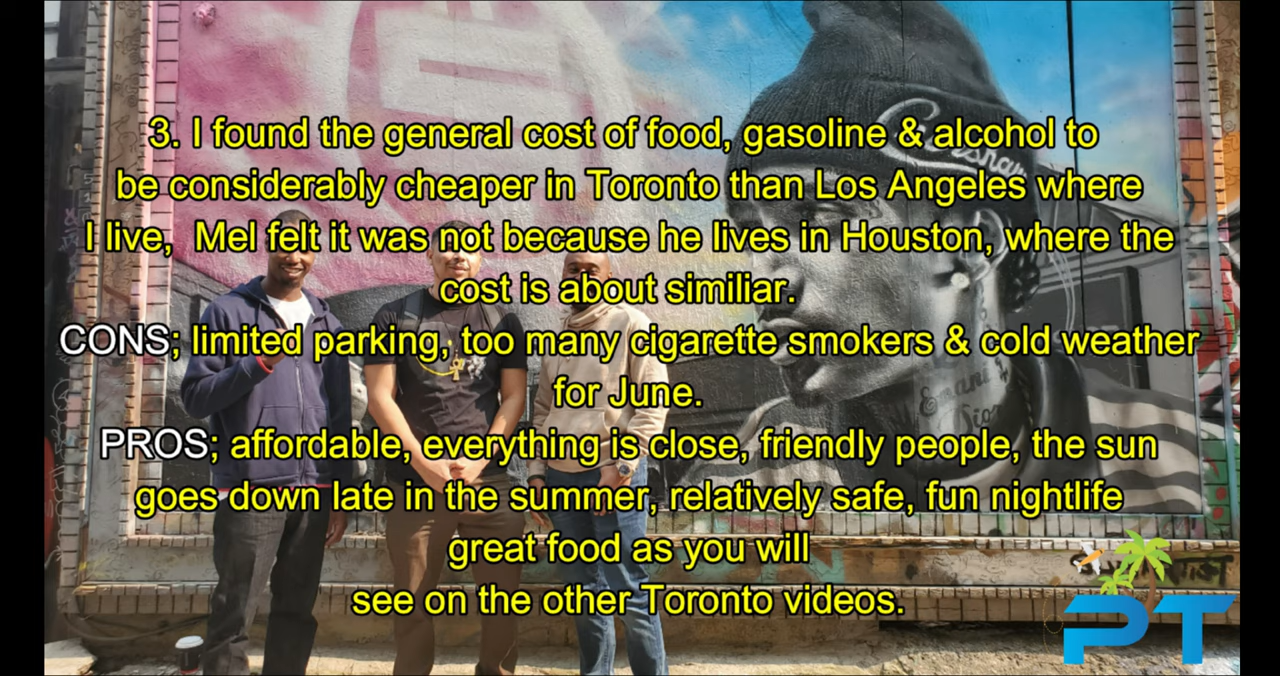 3. I found the general cost of food, gasoline & alcohol to
be considerably cheaper in Toronto than Los Angeles where
I live,  Mel felt it was not because he lives in Houston, where the
cost is about similiar.
CONS; limited parking, too many cigarette smokers & cold weather
for June.
PROS; affordable, everything is close, friendly people, the sun
goes down late in the summer, relatively safe, fun nightlife
great food as you will
see on the other Toronto videos.
PT